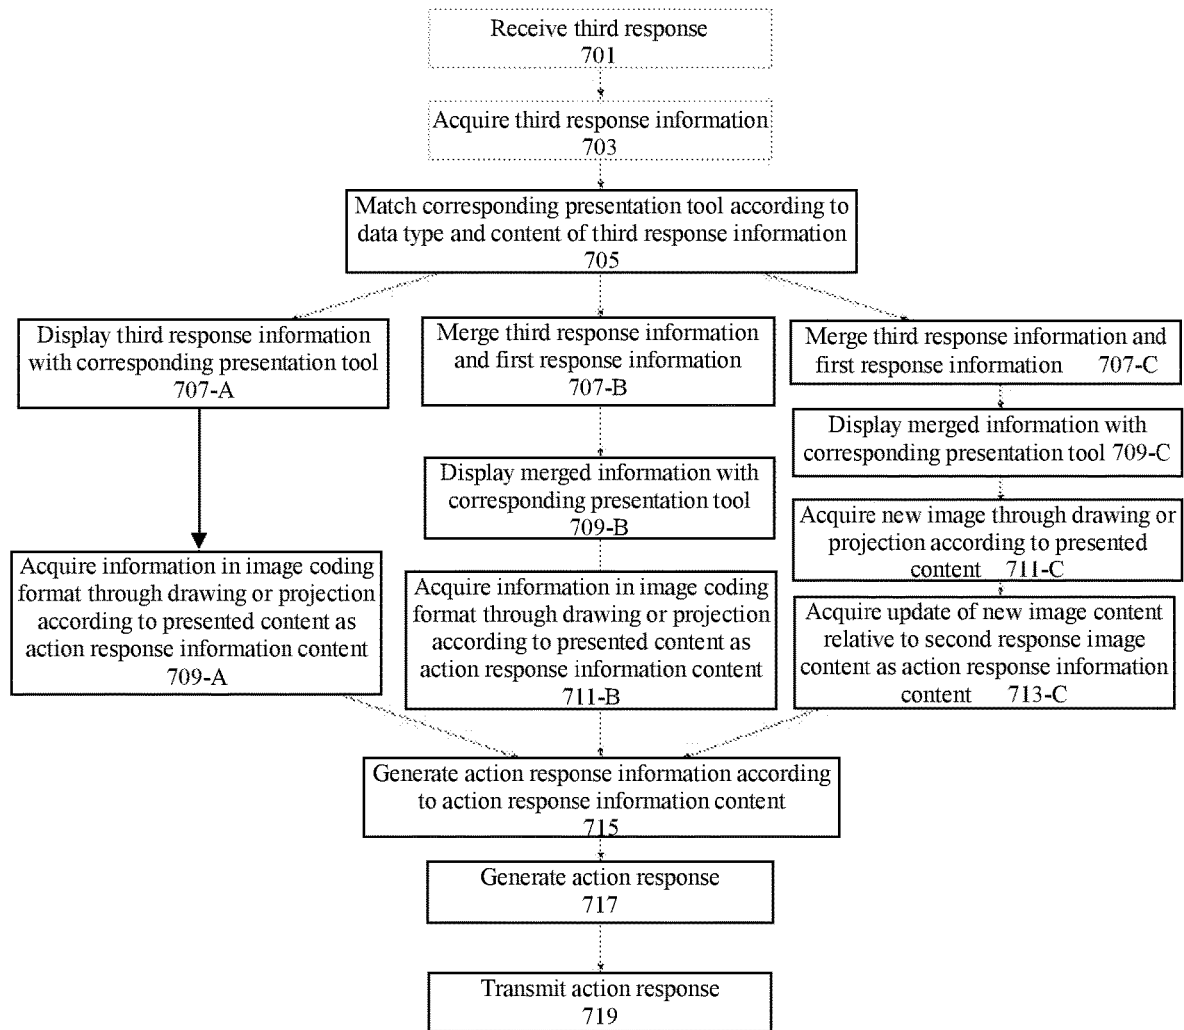 Receive third response
701
Acquire third response information
703
Match corresponding presentation tool according to
data type and content of third response information
705
Display third response information
with corresponding presentation tool
707-A
Merge third response information
and first response information
707-B
Merge third response information and
first response information 707-C
Display merged information with
corresponding presentation tool 709-C
Display merged information
with corresponding presentation tool
709-B
Acquire new image through drawing or
projection according to presented
content 711-C
Acquire information in image coding
format through drawing or projection
according to presented content as
action response information content
709-A
Acquire information in image coding
format through drawing or projection
according to presented content as
action response information content
711-B
Acquire update of new image content
relative to second response image
content as action response information
content 713-C
Generate action response information according
to action response information content
715
Generate action response
717
Transmit action response
719